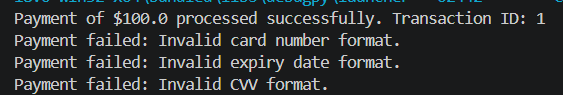 Payment of $100.0 processed successfully. Transaction ID: 1
Payment failed: Invalid card number format.
Payment failed: Invalid expiry date format.
Payment failed: Invalid CVV format.